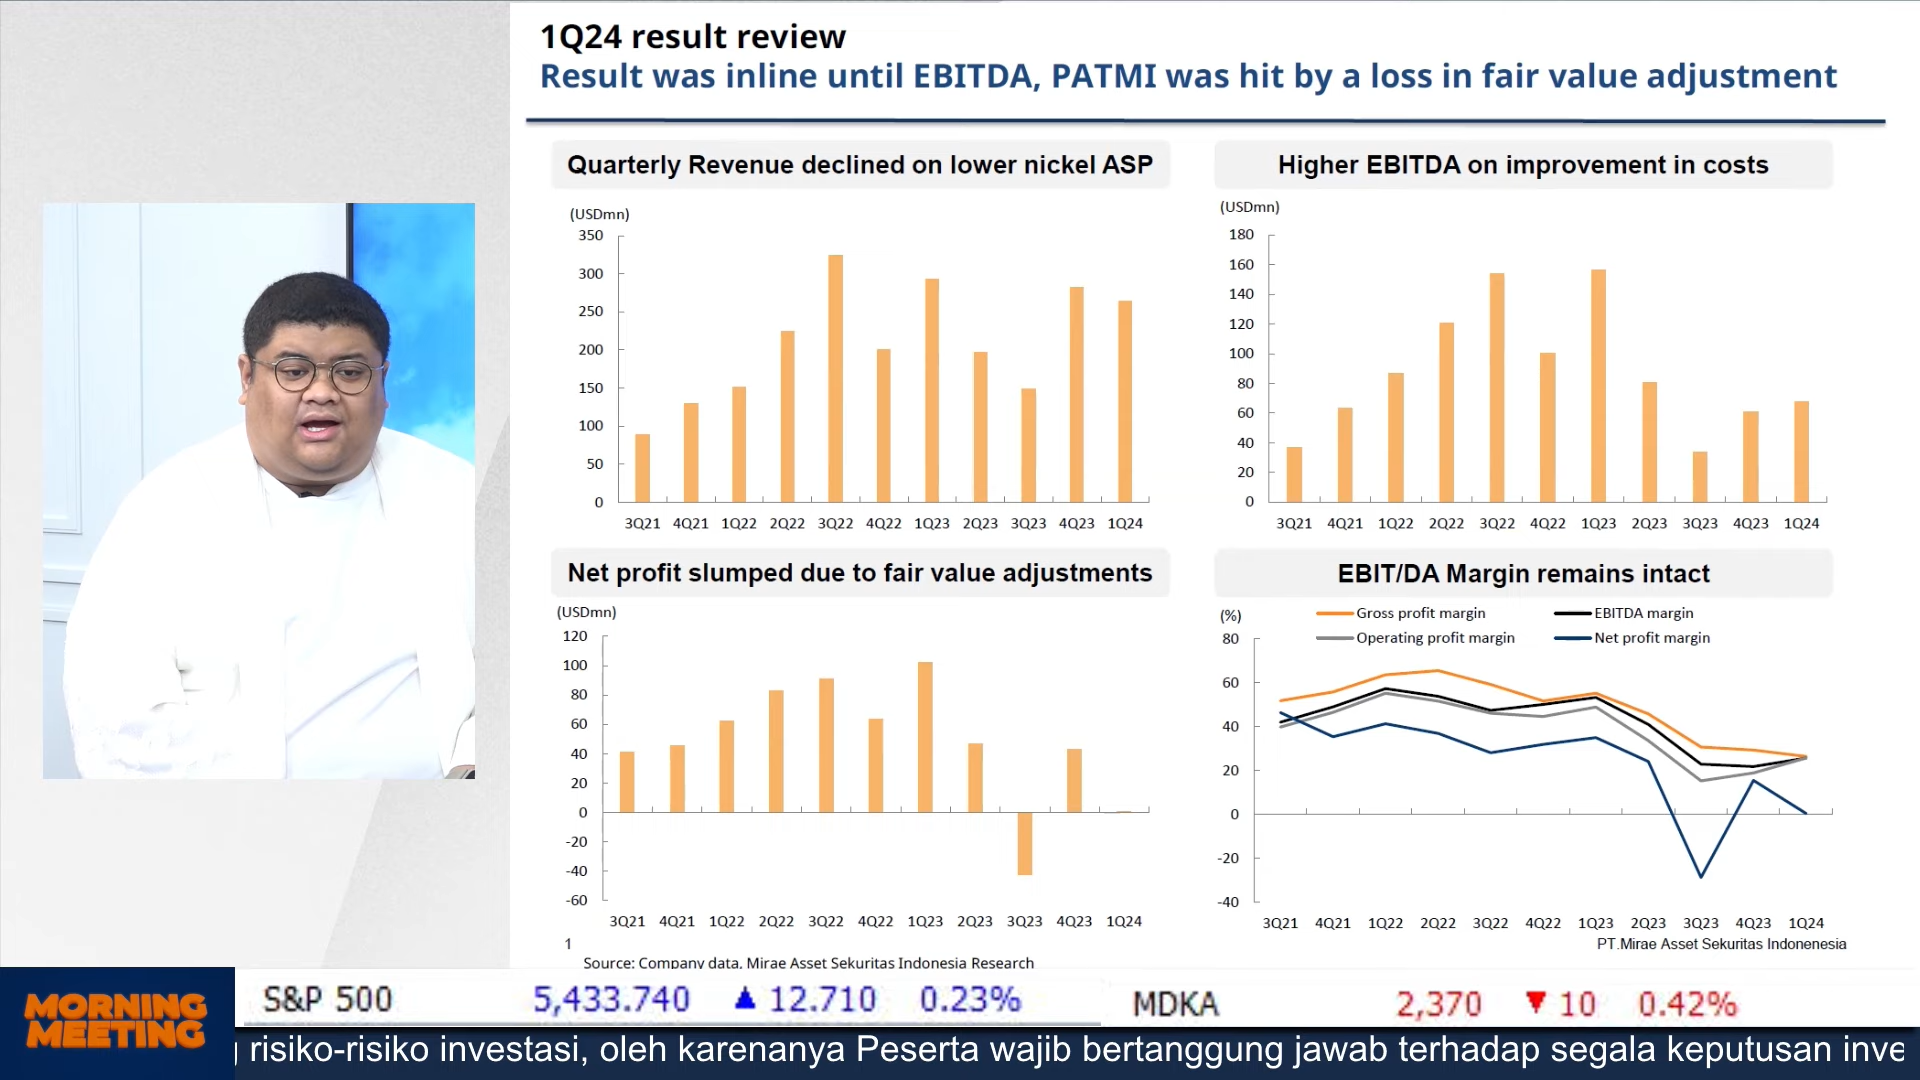 1Q24 result review
Result was inline until EBITDA, PATMI was hit by a loss in fair value adjustment
Quarterly Revenue declined on lower nickel ASP
(USDmn)
350
300
250
200
150
100
50
0
3Q21 4Q21 1Q22 2Q22 3Q22 4Q22 1Q23 2Q23 3Q23 4Q23 1Q24
Higher EBITDA on improvement in costs
(USDmn)
180
160
140
120
100
80
60
40
20
0
3Q21 4Q21 1Q22 2Q22 3Q22 4Q22 1Q23 2Q23 3Q23 4Q23 1Q24
Net profit slumped due to fair value adjustments
(USDmn)
120
100
80
60
40
20
0
-20
-40
-60
3Q21 4Q21 1Q22 2Q22 3Q22 4Q22 1Q23 2Q23 3Q23 4Q23 1Q24
EBIT/DA Margin remains intact
(%)
Gross profit margin EBITDA margin
Operating profit margin Net profit margin
80
60
40
20
0
-20
-40
3Q21 4Q21 1Q22 2Q22 3Q22 4Q22 1Q23 2Q23 3Q23 4Q23 1Q24
PT.Mirae Asset Sekuritas Indonenesia
1
Source: Company data, Mirae Asset Sekuritas Indonesia Research
MORNING
MEETING
S&P 500 5,433.740 ▲ 12.710 0.23% MDKA 2,370 ▼ 10 0.42%
risiko-risiko investasi, oleh karenanya Peserta wajib bertanggung jawab terhadap segala keputusan inve